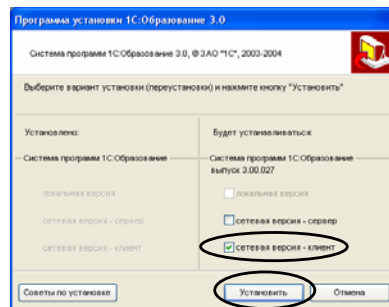 Программа установки 1С:Образование 3.0
Система программ 1С:Образование 3.0, © ЗАО "1С", 2003-2004
Выберите вариант установки (переустановки) и нажмите кнопку "Установить"
Установлено:
Будет устанавливаться:
Система программ 1С:Образование
Система программ 1С:Образование
выпуск 3.00.027
локальная версия
локальная версия
сетевая версия - сервер
сетевая версия - сервер
сетевая версия - клиент
сетевая версия - клиент
Советы по установке
Установить
Отмена